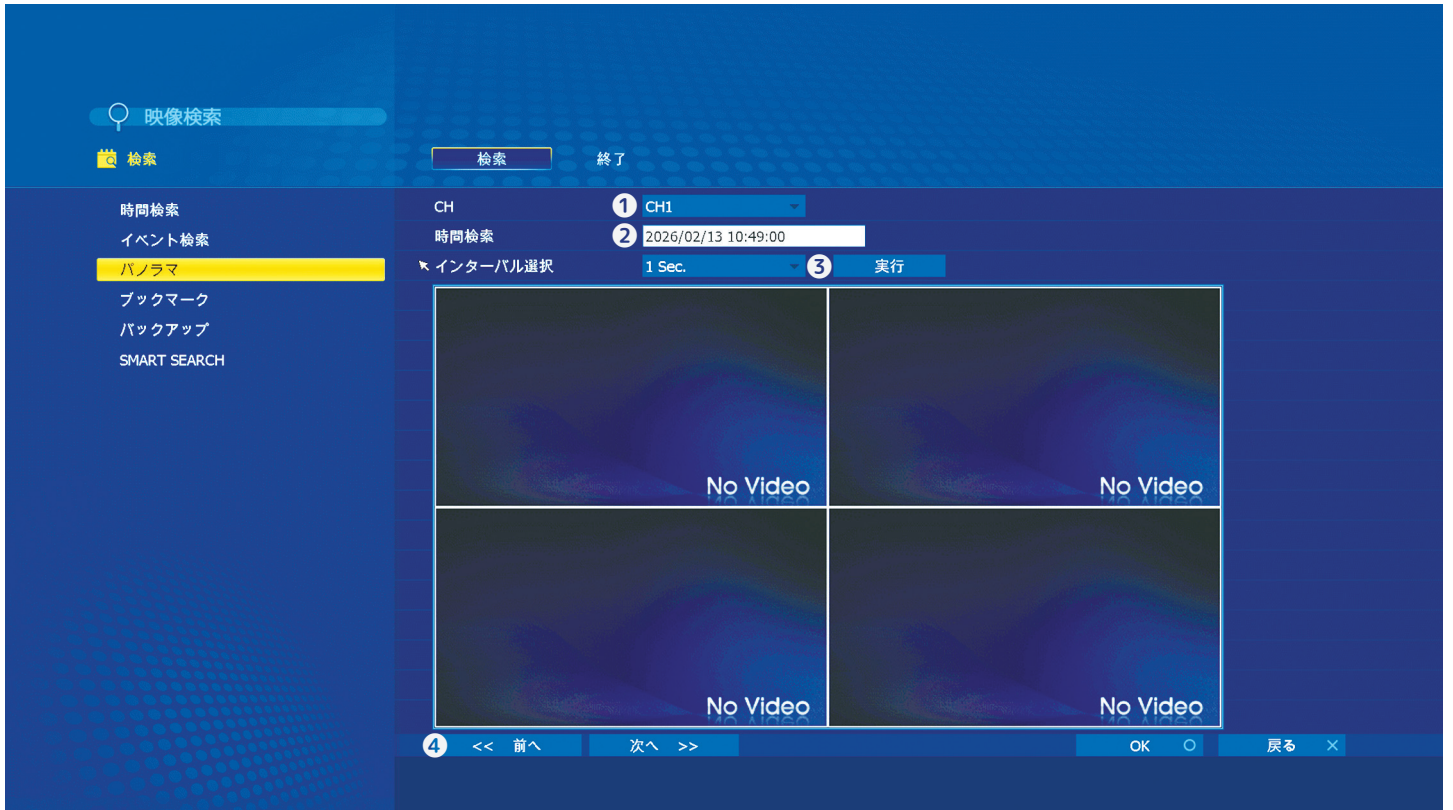 映像検索
検索
検索 終了
時間検索
イベント検索
パノラマ
ブックマーク
バックアップ
SMART SEARCH
CH ① CH1
時間検索 ② 2026/02/13 10:49:00
インターバル選択 1 Sec. ③ 実行
No Video No Video
No Video No Video
④ << 前へ 次へ >> OK ○ 戻る ×